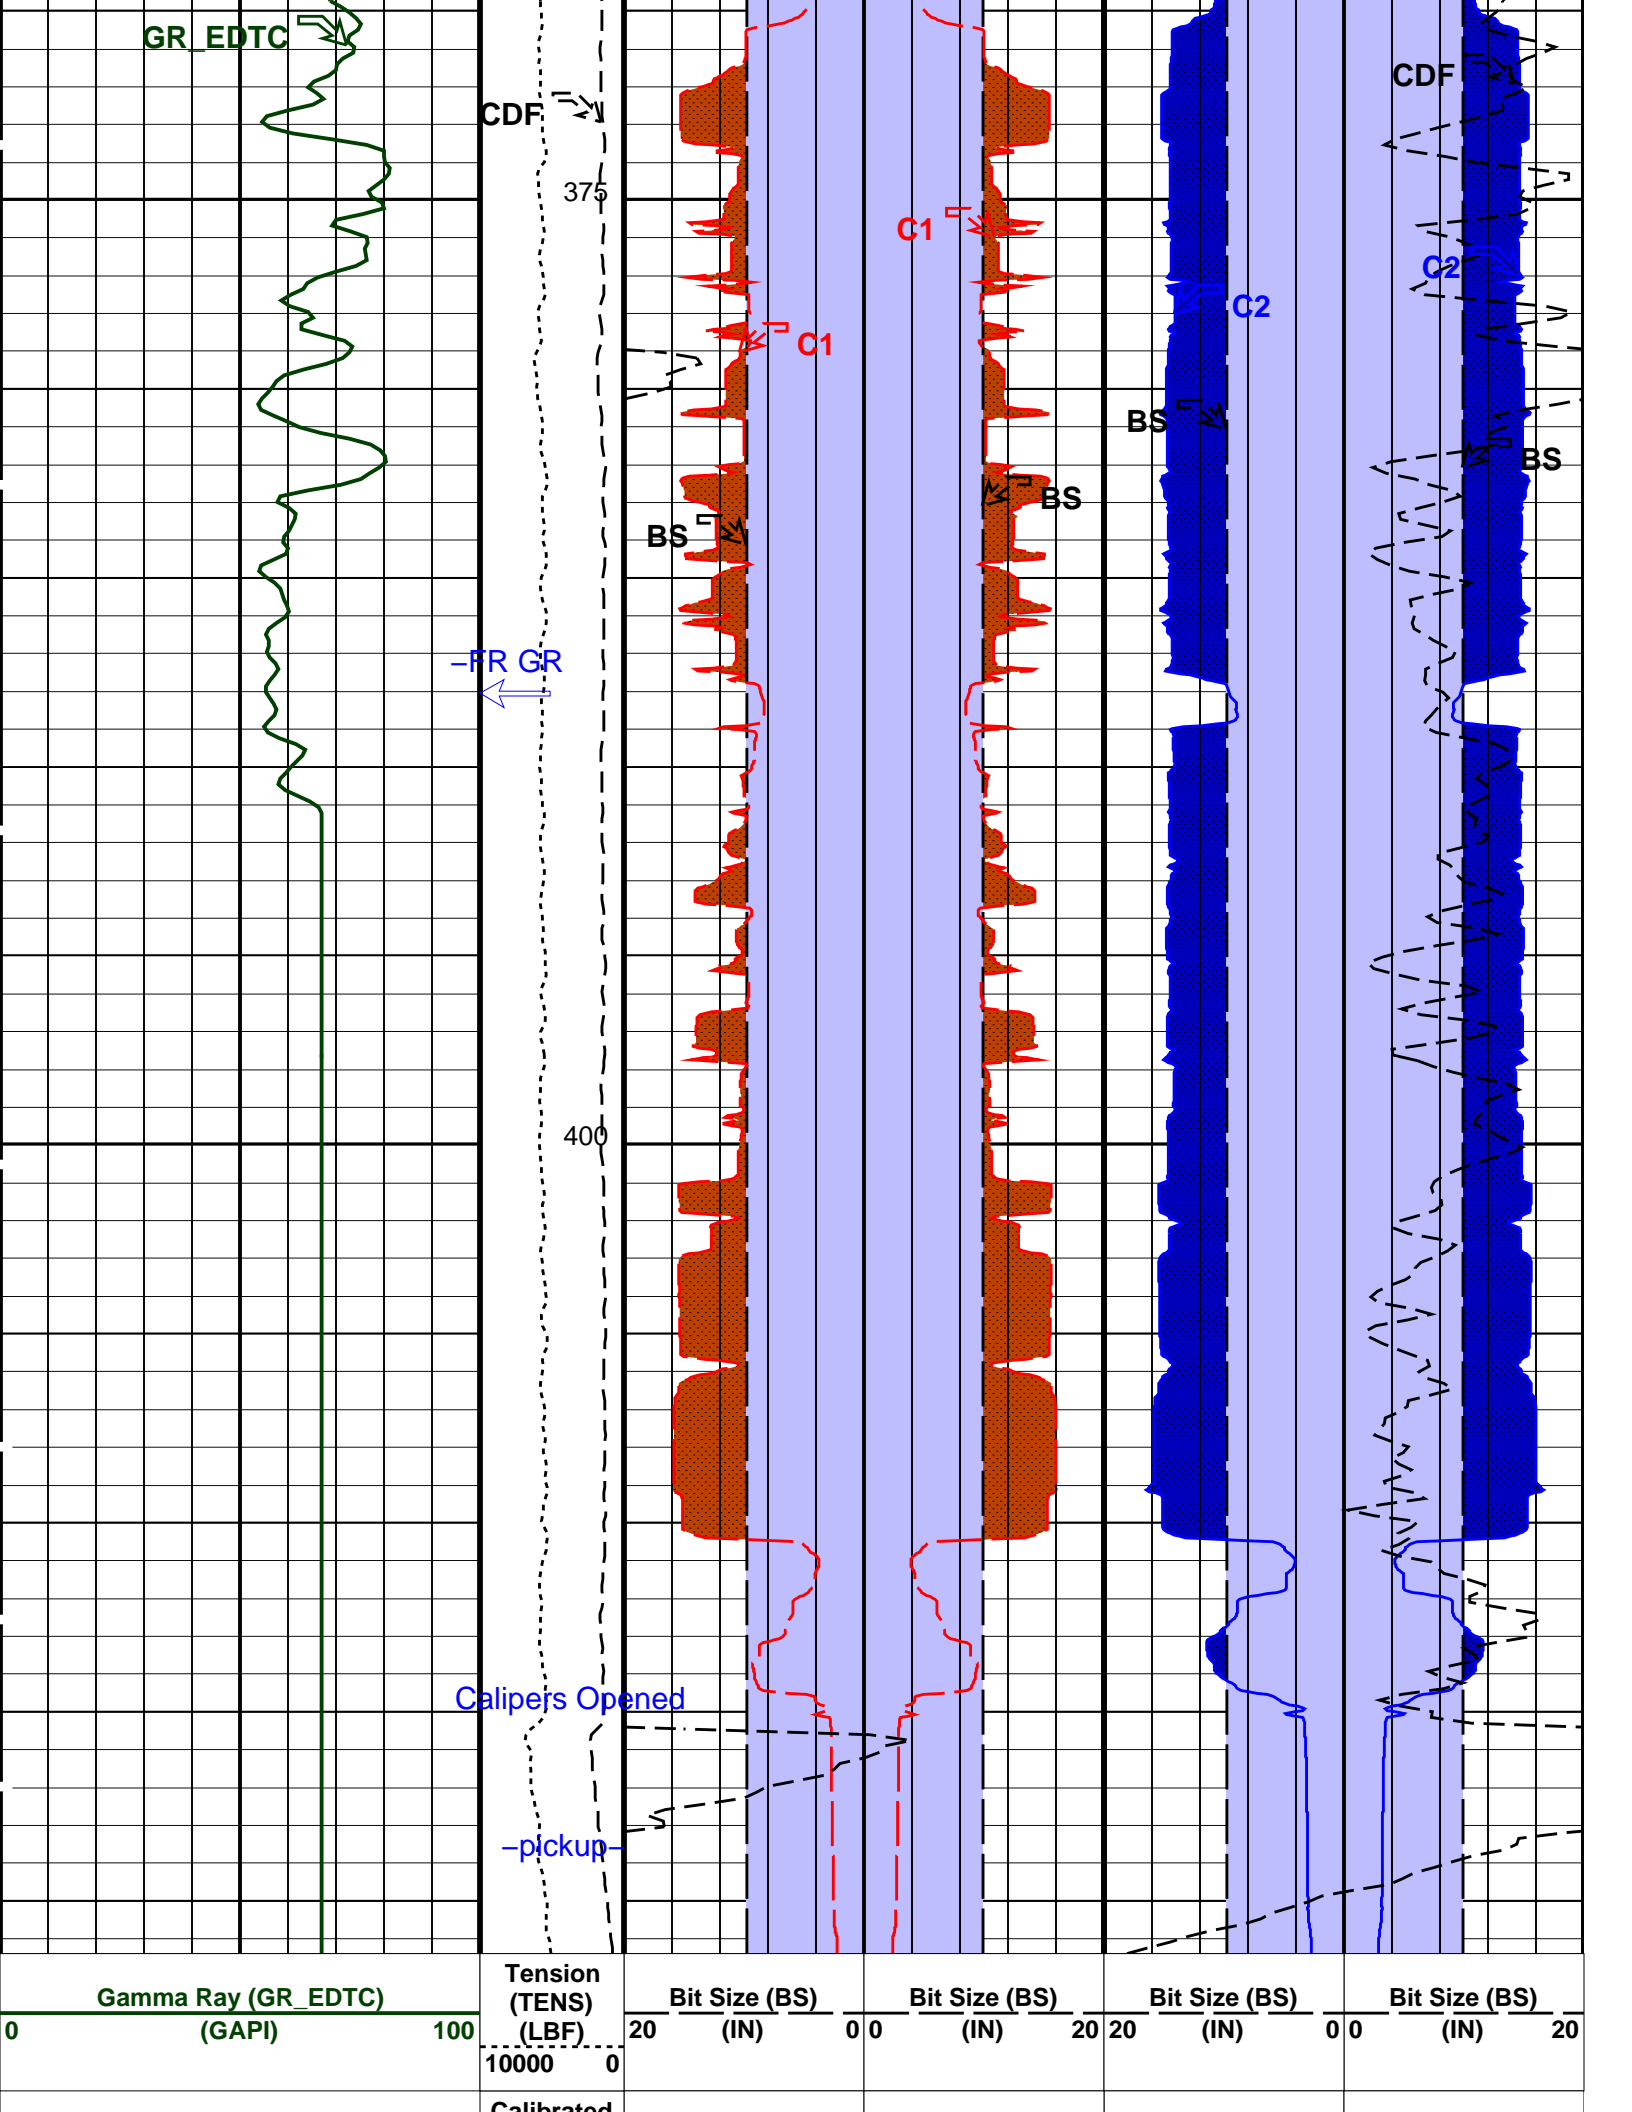 GR_EDTC
CDF
CDF
375
C1
C2
C2
C1
BS
BS
BS
BS
–FR GR
400
Calipers Opened
–pickup–
Gamma Ray (GR_EDTC)
0 (GAPI) 100
Tension
(TENS)
(LBF)
10000 0
Bit Size (BS)
20 (IN) 0
Bit Size (BS)
0 (IN) 20
Bit Size (BS)
20 (IN) 0
Bit Size (BS)
0 (IN) 20
Calibrated